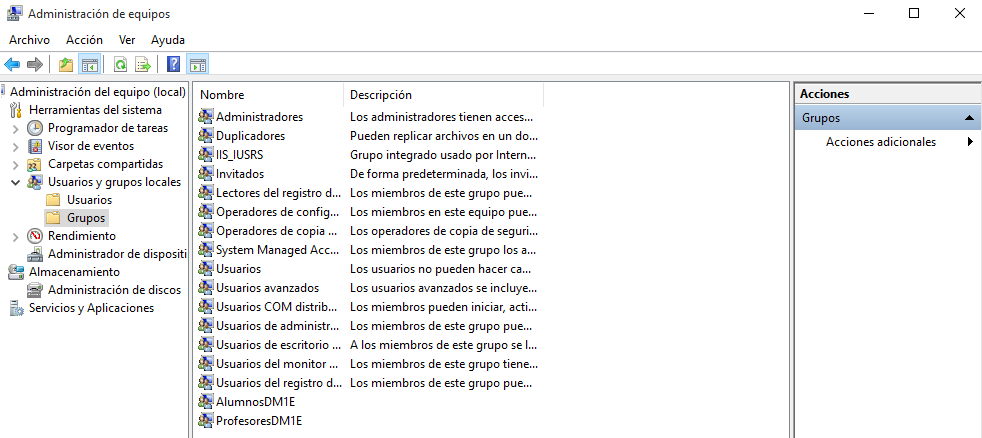 Administración de equipos
Archivo Acción Ver Ayuda
Administración del equipo (local)
Herramientas del sistema
Programador de tareas
Visor de eventos
Carpetas compartidas
Usuarios y grupos locales
Usuarios
Grupos
Rendimiento
Administrador de dispositi
Almacenamiento
Administración de discos
Servicios y Aplicaciones
Nombre Descripción
Administradores Los administradores tienen acces...
Duplicadores Pueden replicar archivos en un do...
IIS_IUSRS Grupo integrado usado por Intern...
Invitados De forma predeterminada, los invi...
Lectores del registro d... Los miembros de este grupo pue...
Operadores de config... Los miembros en este equipo pue...
Operadores de copia ... Los operadores de copia de seguri...
System Managed Acc... Los miembros de este grupo los a...
Usuarios Los usuarios no pueden hacer ca...
Usuarios avanzados Los usuarios avanzados se incluye...
Usuarios COM distrib... Los miembros pueden iniciar, acti...
Usuarios de administr... Los miembros de este grupo pue...
Usuarios de escritorio ... A los miembros de este grupo se l...
Usuarios del monitor ... Los miembros de este grupo tiene...
Usuarios del registro d... Los miembros de este grupo pue...
AlumnosDM1E
ProfesoresDM1E
Acciones
Grupos
Acciones adicionales